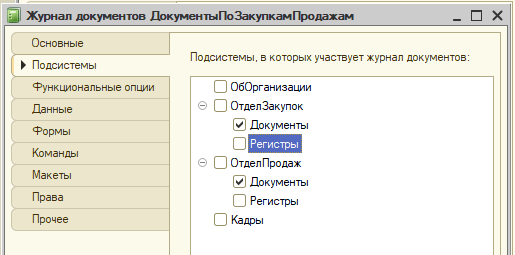 Журнал документов ДокументыПоЗакупкамПродажам
Основные
Подсистемы
Функциональные опции
Данные
Формы
Команды
Макеты
Права
Прочее
Подсистемы, в которых участвует журнал документов:
ОбОрганизации
ОтделЗакупок
Документы
Регистры
ОтделПродаж
Документы
Регистры
Кадры